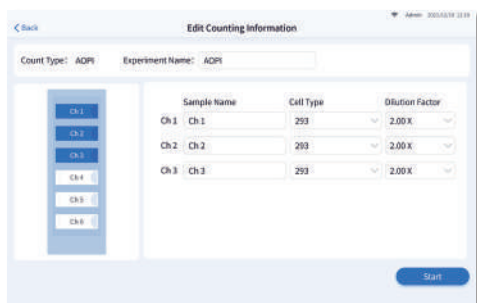 Admin
< Back
Edit Counting Information
Count Type: AOPI
Experiment Name: AOPI
Sample Name
Cell Type
Dilution Factor
Ch 1
Ch 1
293
2.00 X
Ch 2
Ch 2
293
2.00 X
Ch 3
Ch 3
293
2.00 X
Ch 1
Ch 2
Ch 3
Ch 4
Ch 5
Ch 6
Start